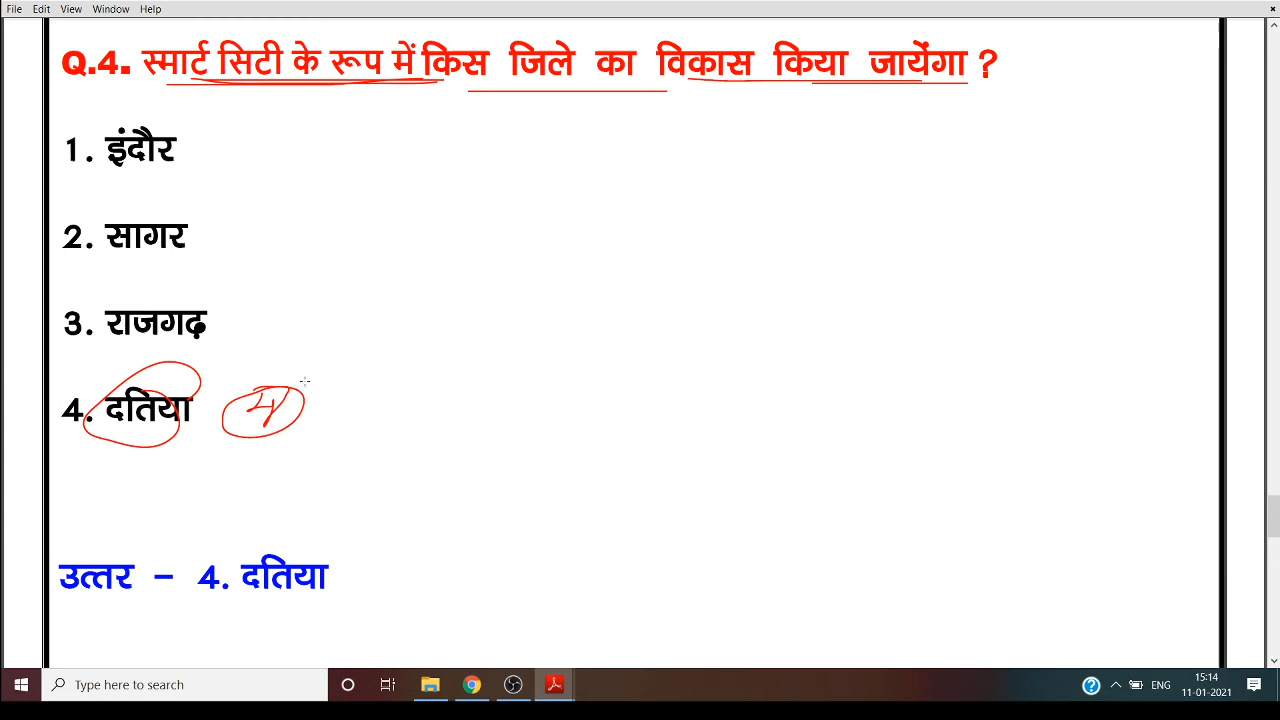 File Edit View Window Help
Q.4. स्मार्ट सिटी के रूप में किस जिले का विकास किया जायेंगा ?
1. इंदौर
2. सागर
3. राजगढ़
4. दतिया 4
उत्तर - 4. दतिया
Type here to search
ENG
15:14
11-01-2021